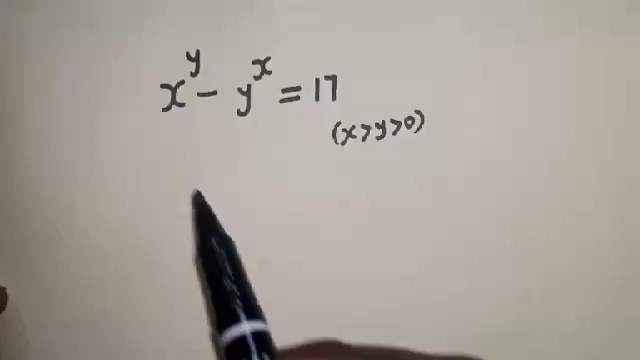 x^y - y^x = 17
(x>y>0)